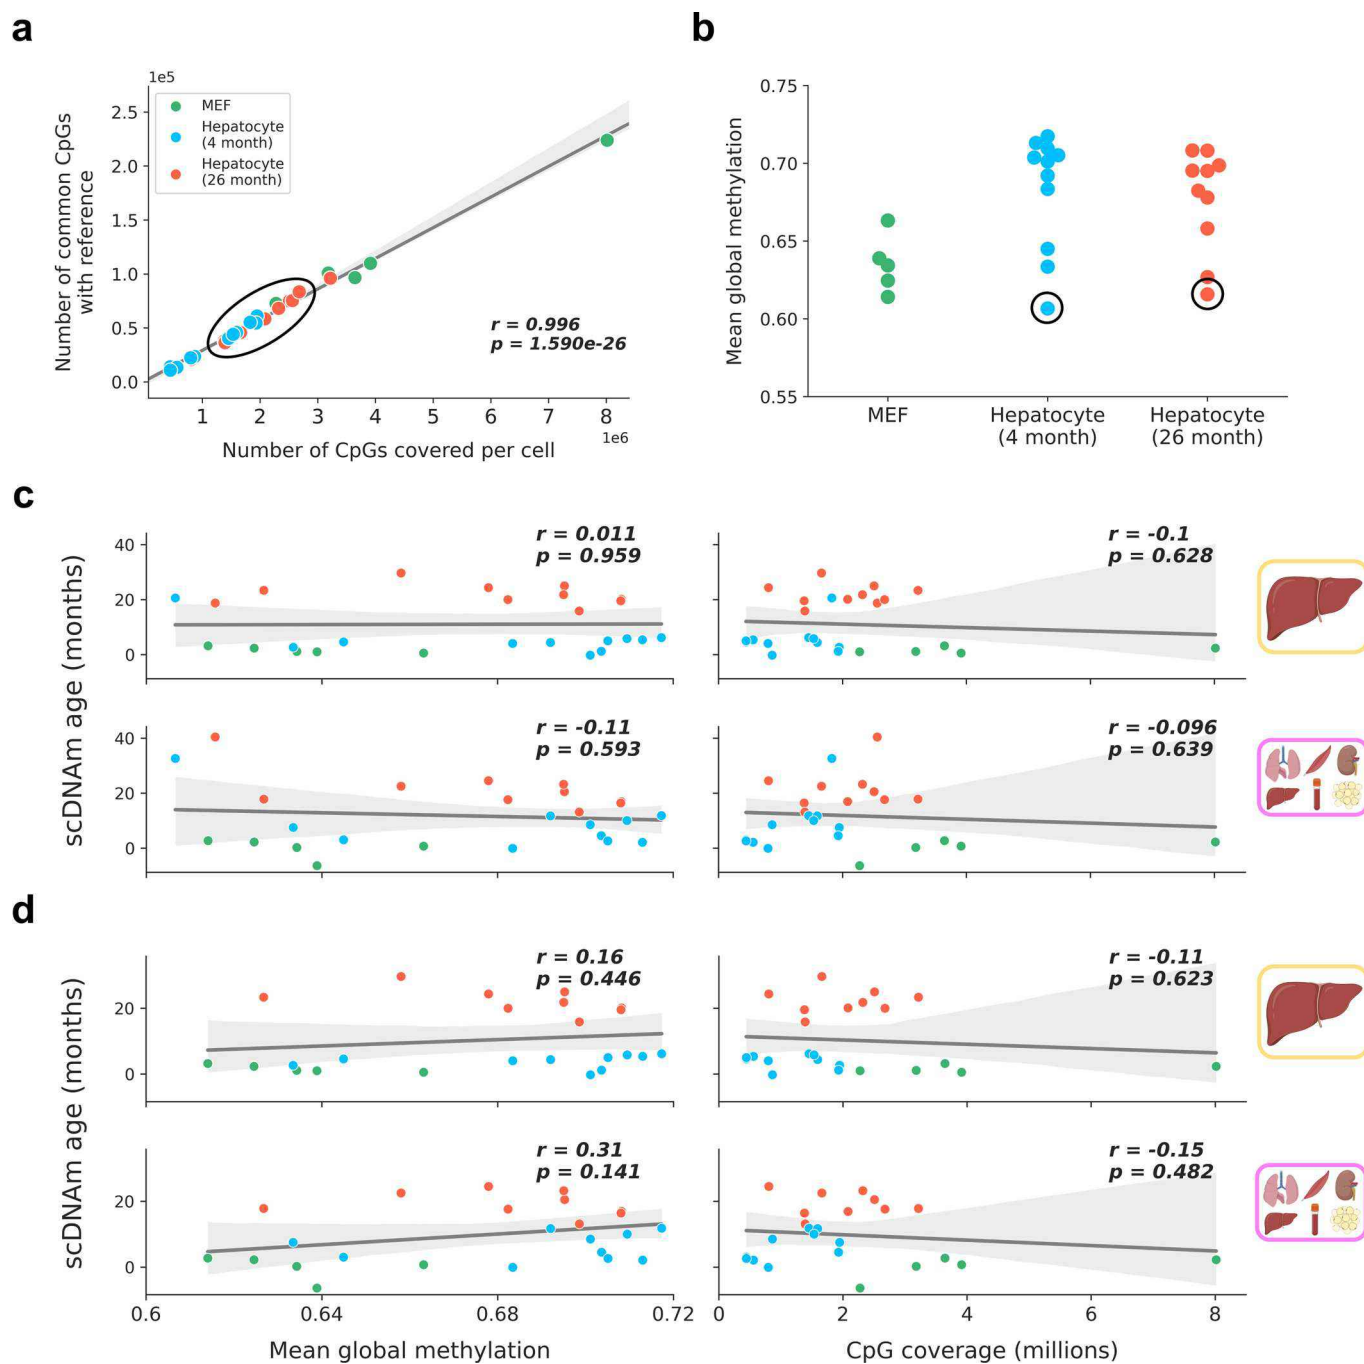 a
1e5
MEF
Hepatocyte
(4 month)
Hepatocyte
(26 month)
2.5
2.0
1.5
1.0
0.5
0.0
Number of common CpGs
with reference
r = 0.996
p = 1.590e-26
1 2 3 4 5 6 7 8
1e6
Number of CpGs covered per cell
b
0.75
0.70
0.65
0.60
0.55
Mean global methylation
MEF
Hepatocyte
(4 month)
Hepatocyte
(26 month)
c
scDNAm age (months)
40
20
0
r = 0.011
p = 0.959
r = -0.1
p = 0.628
40
20
0
r = -0.11
p = 0.593
r = -0.096
p = 0.639
d
scDNAm age (months)
20
0
r = 0.16
p = 0.446
r = -0.11
p = 0.623
20
0
r = 0.31
p = 0.141
r = -0.15
p = 0.482
0.6 0.64 0.68 0.72
Mean global methylation
0 2 4 6 8
CpG coverage (millions)